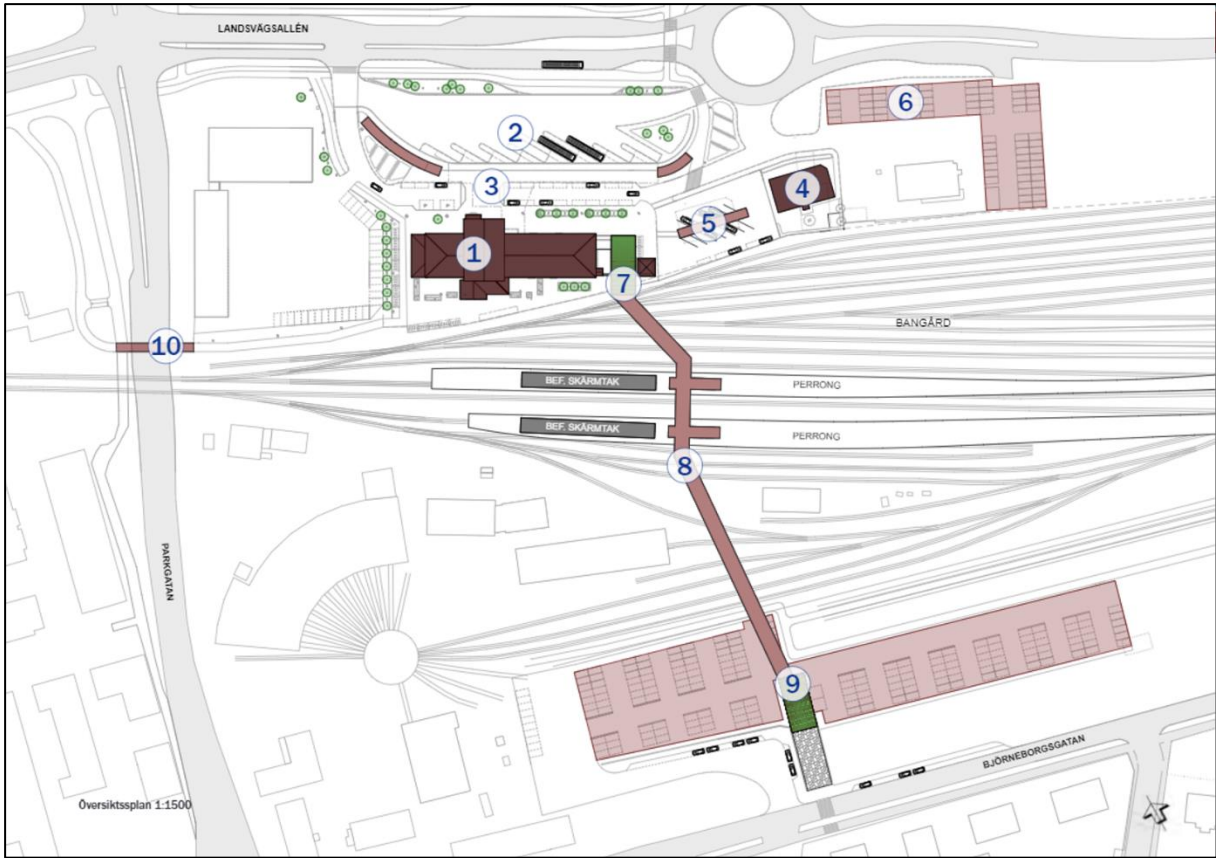 LANDSVÄGSALLÉN
6
2
3
4
5
1
7
BANGÅRD
10
BEF. SKÄRMTAK
PERRONG
BEF. SKÄRMTAK
PERRONG
8
PARKGATAN
9
BJÖRNEBORGSGATAN
Översiktsplan 1:1500